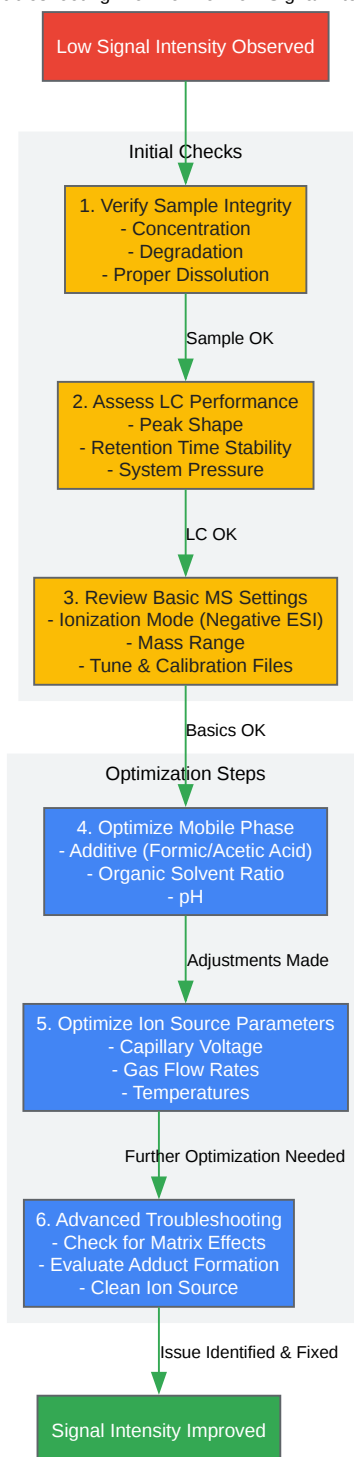 Low Signal Intensity Observed
Initial Checks
1. Verify Sample Integrity
- Concentration
- Degradation
- Proper Dissolution
Sample OK
2. Assess LC Performance
- Peak Shape
- Retention Time Stability
- System Pressure
LC OK
3. Review Basic MS Settings
- Ionization Mode (Negative ESI)
- Mass Range
- Tune & Calibration Files
Basics OK
Optimization Steps
4. Optimize Mobile Phase
- Additive (Formic/Acetic Acid)
- Organic Solvent Ratio
- pH
Adjustments Made
5. Optimize Ion Source Parameters
- Capillary Voltage
- Gas Flow Rates
- Temperatures
Further Optimization Needed
6. Advanced Troubleshooting
- Check for Matrix Effects
- Evaluate Adduct Formation
- Clean Ion Source
Issue Identified & Fixed
Signal Intensity Improved